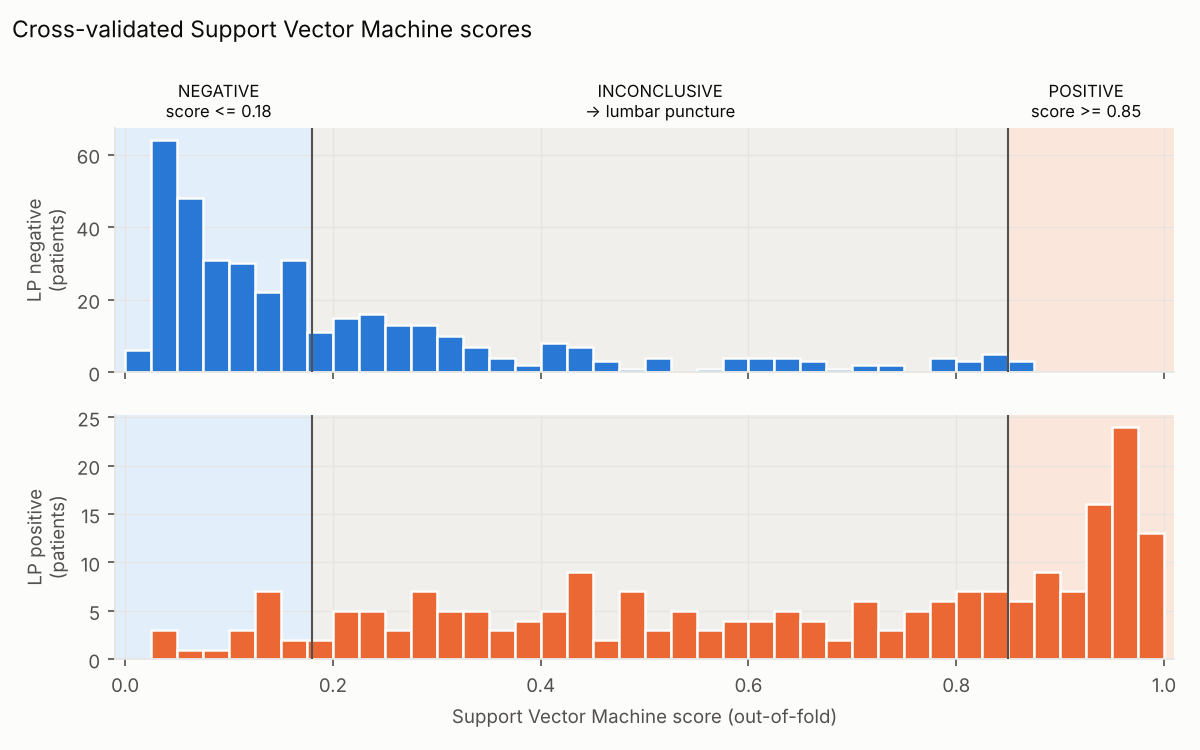 Cross-validated Support Vector Machine scores
NEGATIVE
score <= 0.18
INCONCLUSIVE
→ lumbar puncture
POSITIVE
score >= 0.85
LP negative
(patients)
60
40
20
0
LP positive
(patients)
25
20
15
10
5
0
0.0 0.2 0.4 0.6 0.8 1.0
Support Vector Machine score (out-of-fold)